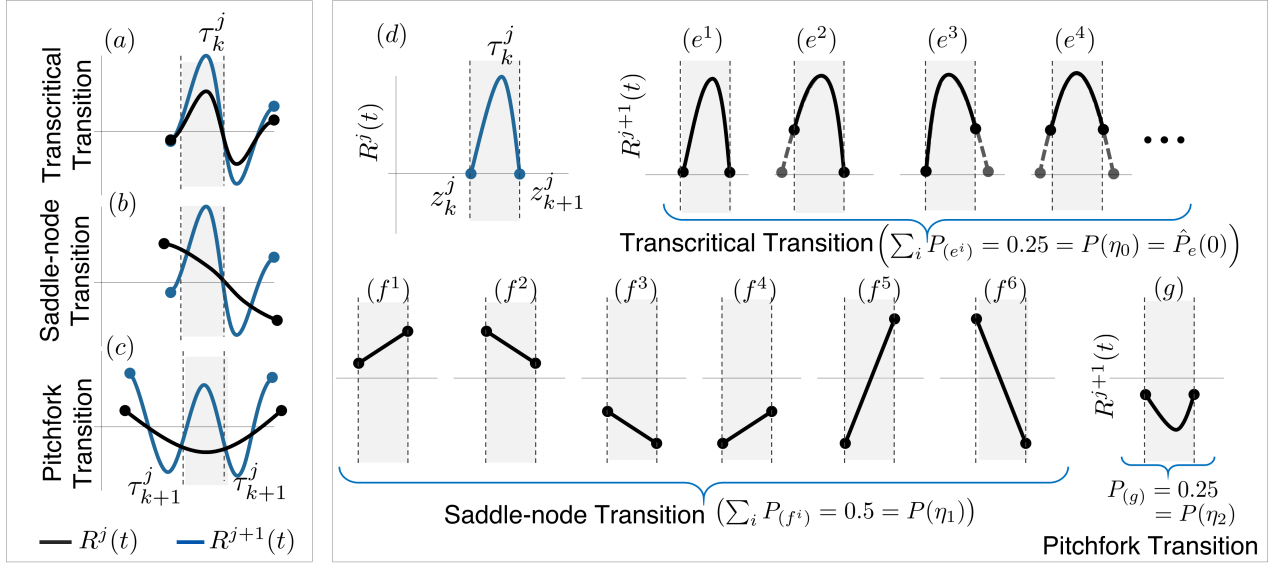 (a)
τ_k^j
Transcritical
Transition
(b)
Saddle-node
Transition
(c)
Pitchfork
Transition
τ_{k+1}^j
τ_{k+1}^j
R^j(t)
R^{j+1}(t)
(d)
τ_k^j
R^j(t)
z_k^j
z_{k+1}^j
(e^1)
(e^2)
(e^3)
(e^4)
R^{j+1}(t)
• • •
Transcritical Transition (∑_i P_{(e^i)} = 0.25 = P(η_0) = P̂_e(0))
(f^1)
(f^2)
(f^3)
(f^4)
(f^5)
(f^6)
(g)
R^{j+1}(t)
Saddle-node Transition (∑_i P_{(f^i)} = 0.5 = P(η_1))
P_{(g)} = 0.25
= P(η_2)
Pitchfork Transition